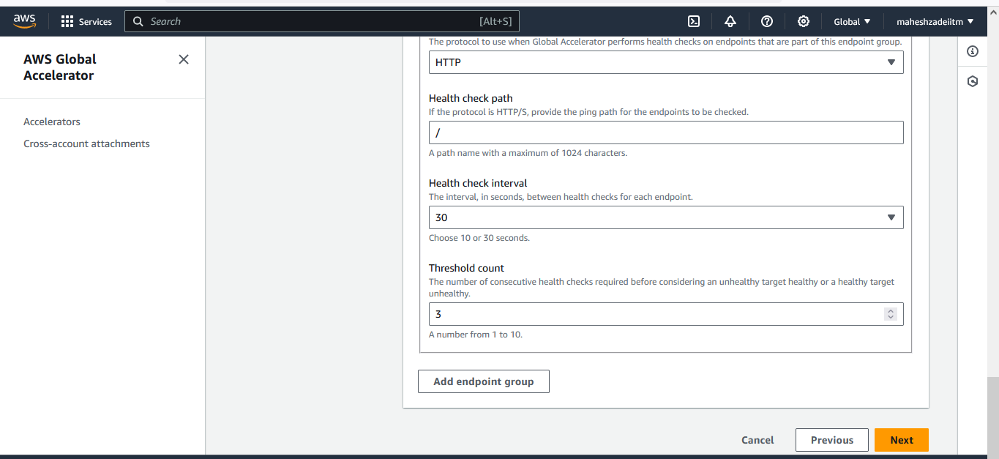 aws
Services
Search
[Alt+S]
Global
maheshzadeiitm
AWS Global
Accelerator
Accelerators
Cross-account attachments
The protocol to use when Global Accelerator performs health checks on endpoints that are part of this endpoint group.
HTTP
Health check path
If the protocol is HTTP/S, provide the ping path for the endpoints to be checked.
/
A path name with a maximum of 1024 characters.
Health check interval
The interval, in seconds, between health checks for each endpoint.
30
Choose 10 or 30 seconds.
Threshold count
The number of consecutive health checks required before considering an unhealthy target healthy or a healthy target
unhealthy.
3
A number from 1 to 10.
Add endpoint group
Cancel
Previous
Next